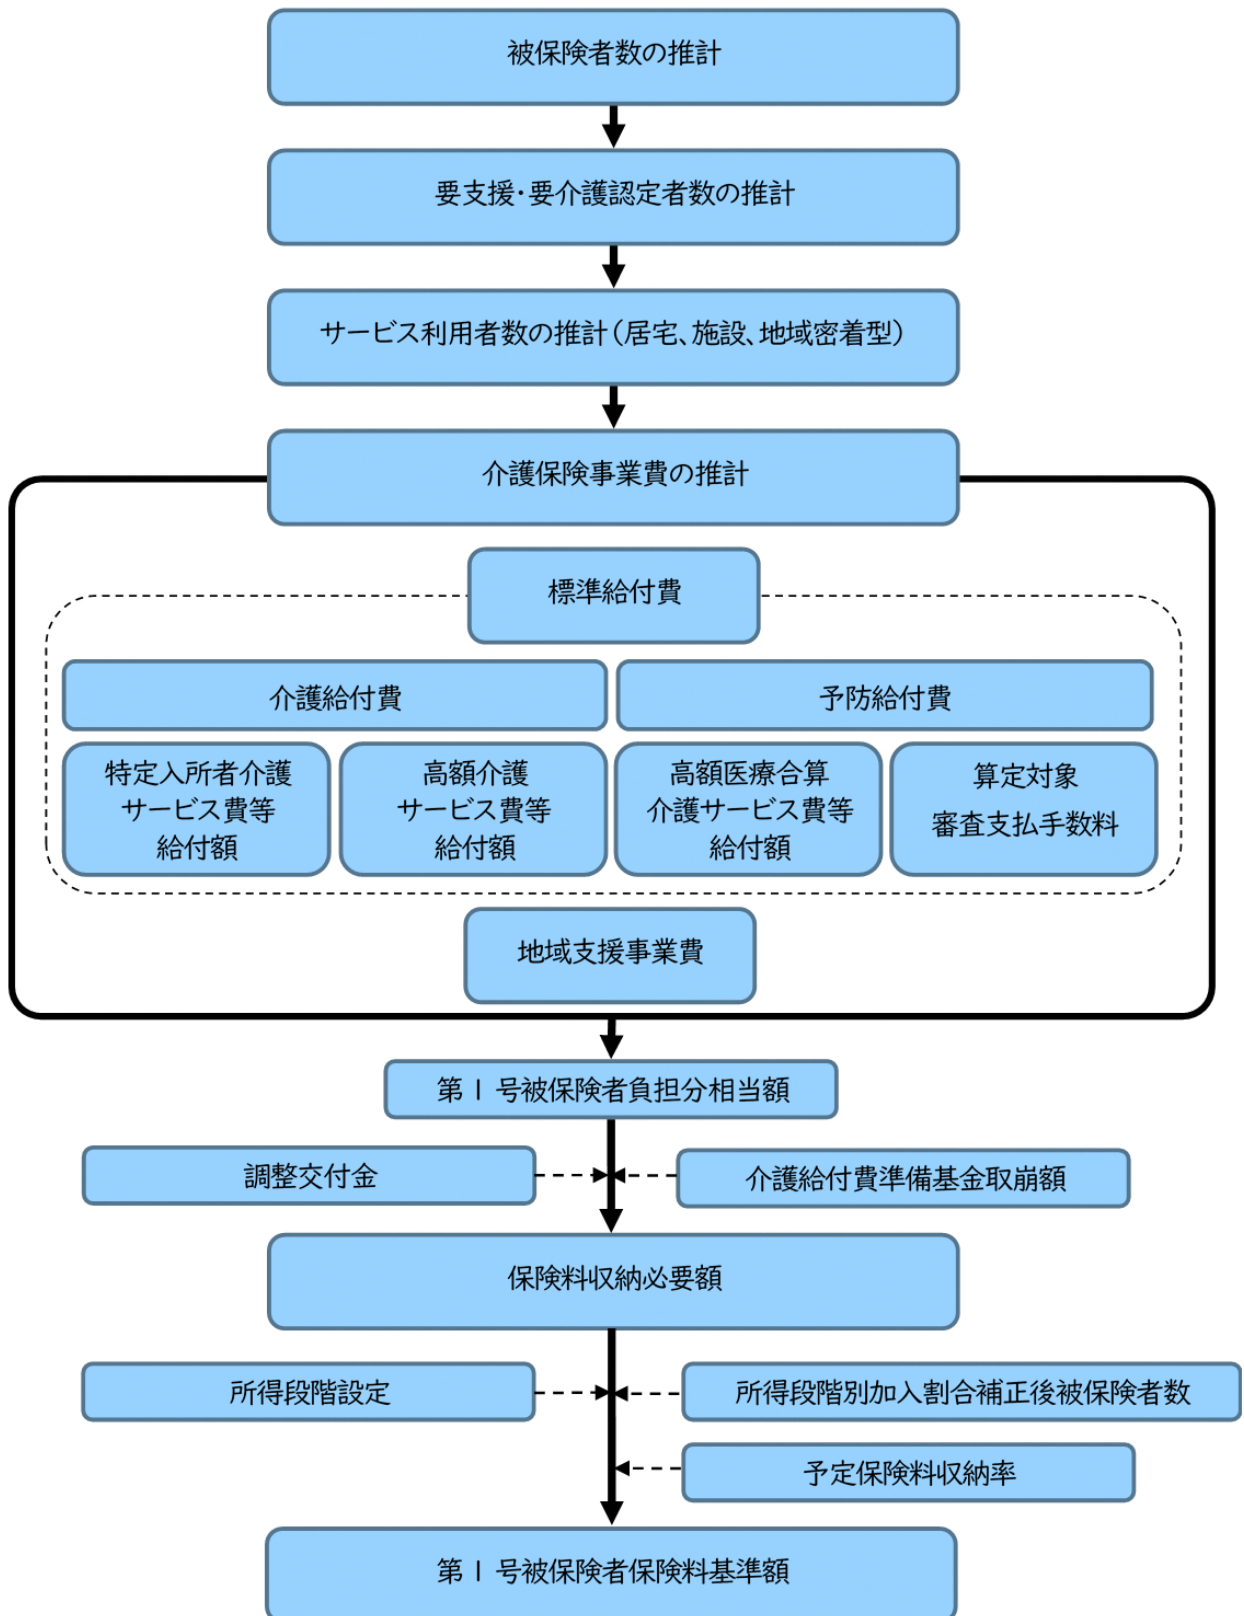 被保険者数の推計
要支援・要介護認定者数の推計
サービス利用者数の推計（居宅、施設、地域密着型）
介護保険事業費の推計
標準給付費
介護給付費
予防給付費
特定入所者介護
サービス費等
給付額
高額介護
サービス費等
給付額
高額医療合算
介護サービス費等
給付額
算定対象
審査支払手数料
地域支援事業費
第１号被保険者負担分相当額
調整交付金
介護給付費準備基金取崩額
保険料収納必要額
所得段階設定
所得段階別加入割合補正後被保険者数
予定保険料収納率
第１号被保険者保険料基準額